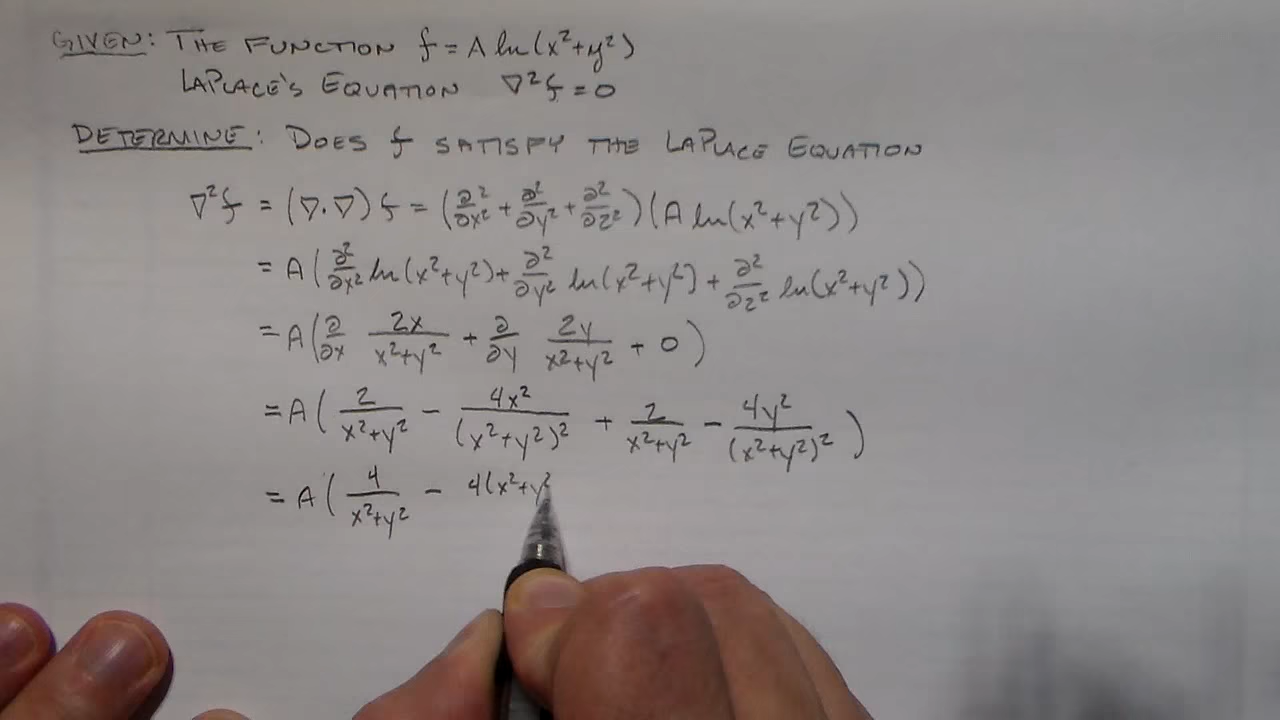 GIVEN: THE FUNCTION f = A ln(x²+y²)
LAPLACE'S EQUATION ∇²f = 0
DETERMINE: DOES f SATISFY THE LAPLACE EQUATION
∇²f = (∇·∇)f = (∂²/∂x² + ∂²/∂y² + ∂²/∂z²)(A ln(x²+y²))
= A(∂²/∂x² ln(x²+y²) + ∂²/∂y² ln(x²+y²) + ∂²/∂z² ln(x²+y²))
= A(∂/∂x 2x/(x²+y²) + ∂/∂y 2y/(x²+y²) + 0)
= A(2/(x²+y²) − 4x²/(x²+y²)² + 2/(x²+y²) − 4y²/(x²+y²)²)
= A(4/(x²+y²) − 4(x²+y²